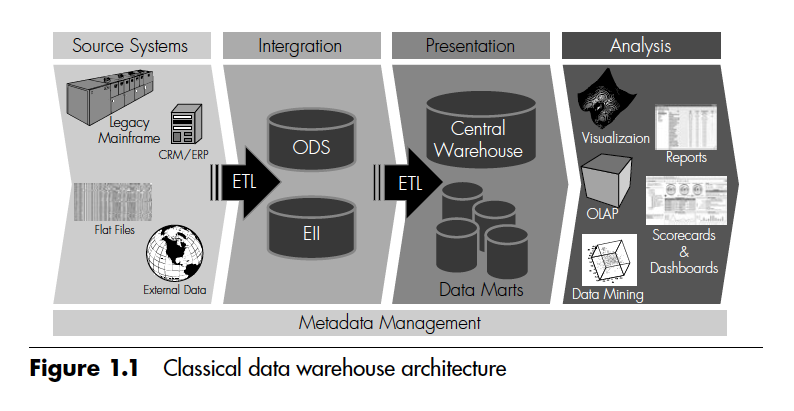 Source Systems
Intergration
Presentation
Analysis
Legacy
Mainframe
CRM/ERP
Flat Files
External Data
ETL
ODS
EII
ETL
Central
Warehouse
Data Marts
Visualizaion
Reports
OLAP
Scorecards
&
Dashboards
Data Mining
Metadata Management
Figure 1.1 Classical data warehouse architecture